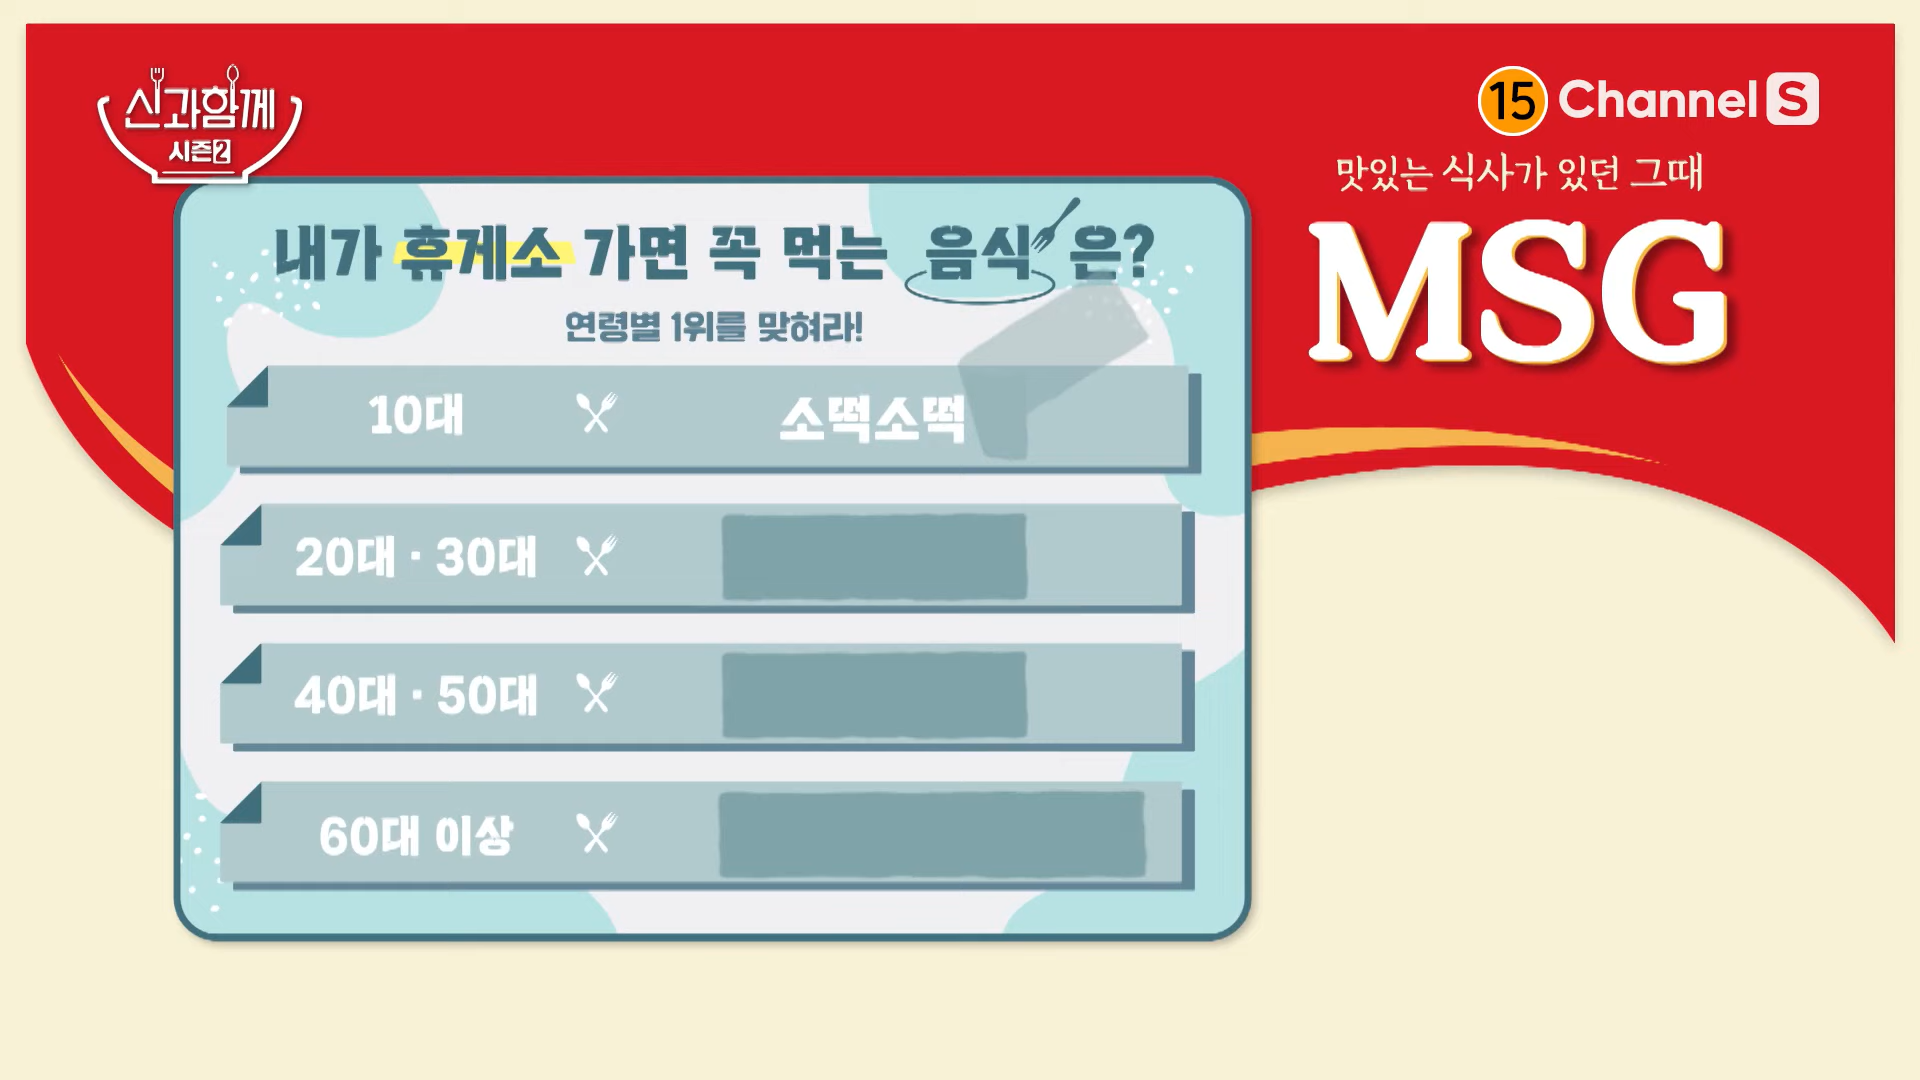 신과함께
시즌2
15 Channel S
맛있는 식사가 있던 그때
MSG
내가 휴게소 가면 꼭 먹는 음식은?
연령별 1위를 맞혀라!
10대 소떡소떡
20대 · 30대
40대 · 50대
60대 이상